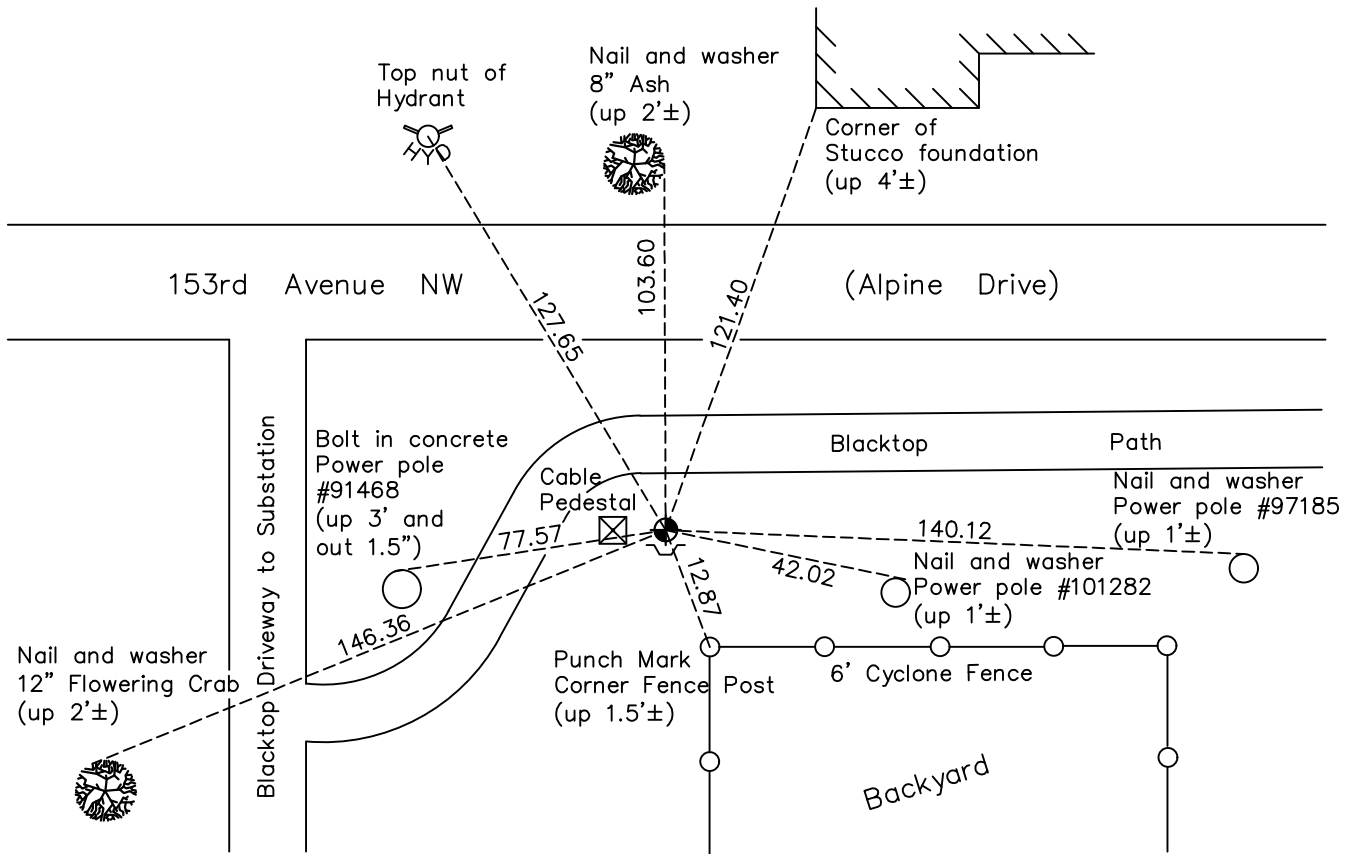 Top nut of
Hydrant
HYD
Nail and washer
8” Ash
(up 2'±)
Corner of
Stucco foundation
(up 4'±)
153rd Avenue NW
(Alpine Drive)
127.65
103.60
121.40
Blacktop Driveway to Substation
Bolt in concrete
Power pole
#91468
(up 3' and
out 1.5”)
Cable
Pedestal
Blacktop Path
Nail and washer
Power pole #97185
(up 1'±)
77.57
140.12
42.02
12.87
146.36
Nail and washer
Power pole #101282
(up 1'±)
Nail and washer
12” Flowering Crab
(up 2'±)
Punch Mark
Corner Fence Post
(up 1.5'±)
6' Cyclone Fence
Backyard